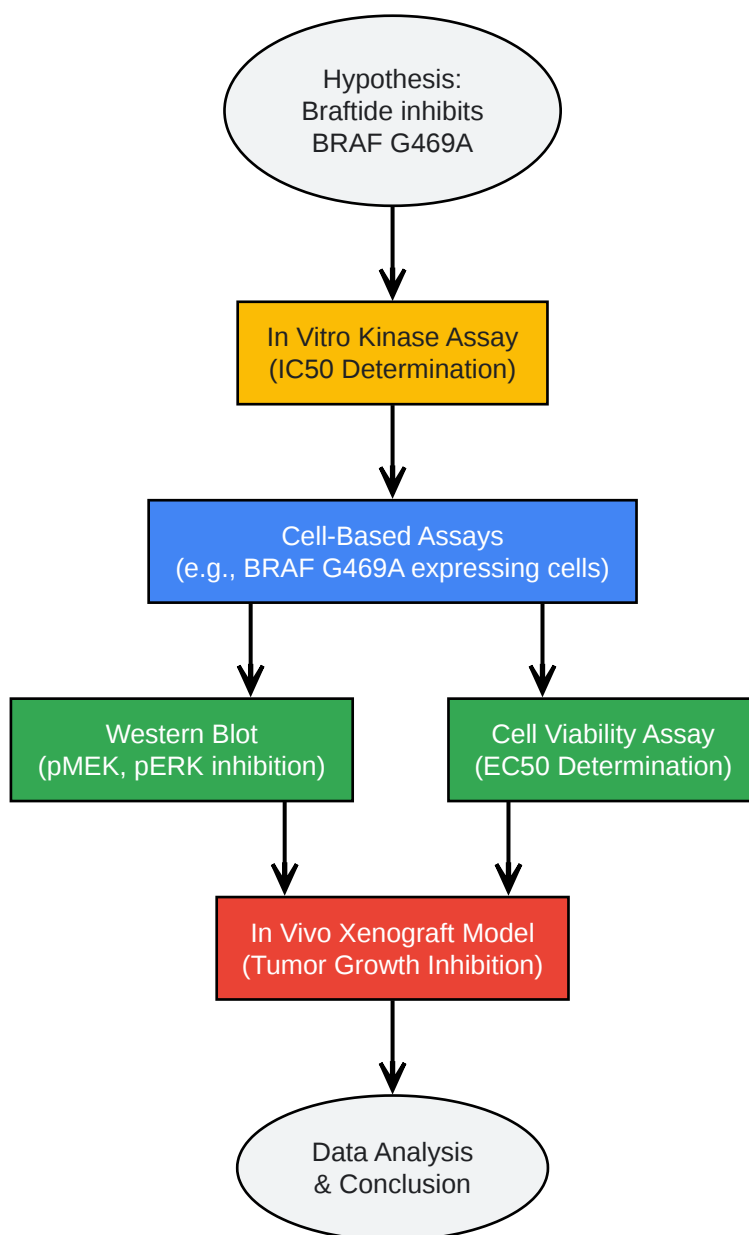 Hypothesis:
Braftide inhibits
BRAF G469A
In Vitro Kinase Assay
(IC50 Determination)
Cell-Based Assays
(e.g., BRAF G469A expressing cells)
Western Blot
(pMEK, pERK inhibition)
Cell Viability Assay
(EC50 Determination)
In Vivo Xenograft Model
(Tumor Growth Inhibition)
Data Analysis
& Conclusion